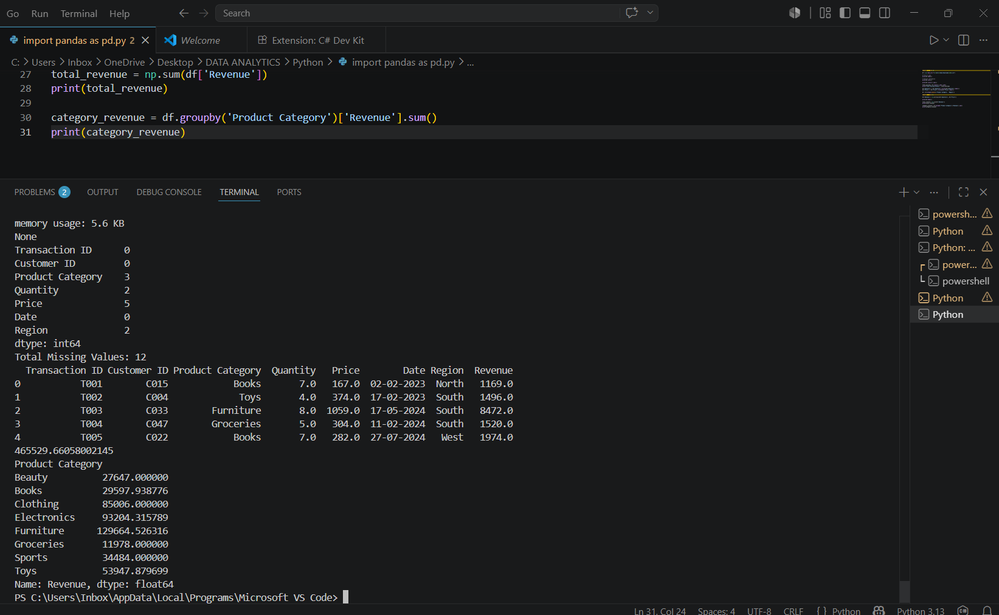 Go Run Terminal Help
Search
import pandas as pd.py 2
Welcome
Extension: C# Dev Kit
C: > Users > Inbox > OneDrive > Desktop > DATA ANALYTICS > Python > import pandas as pd.py > ...
27 total_revenue = np.sum(df['Revenue'])
28 print(total_revenue)
29
30 category_revenue = df.groupby('Product Category')['Revenue'].sum()
31 print(category_revenue)
PROBLEMS 2 OUTPUT DEBUG CONSOLE TERMINAL PORTS
memory usage: 5.6 KB
None
Transaction ID 0
Customer ID 0
Product Category 3
Quantity 2
Price 5
Date 0
Region 2
dtype: int64
Total Missing Values: 12
Transaction ID Customer ID Product Category Quantity Price Date Region Revenue
0 T001 C015 Books 7.0 167.0 02-02-2023 North 1169.0
1 T002 C004 Toys 4.0 374.0 17-02-2023 South 1496.0
2 T003 C033 Furniture 8.0 1059.0 17-05-2024 South 8472.0
3 T004 C047 Groceries 5.0 304.0 11-02-2024 South 1520.0
4 T005 C022 Books 7.0 282.0 27-07-2024 West 1974.0
465529.66058002145
Product Category
Beauty 27647.000000
Books 29597.938776
Clothing 85006.000000
Electronics 93204.315789
Furniture 129664.526316
Groceries 11978.000000
Sports 34484.000000
Toys 53947.879699
Name: Revenue, dtype: float64
PS C:\Users\Inbox\AppData\Local\Programs\Microsoft VS Code>
powersh...
Python
Python: ...
power...
powershell
Python
Python
Ln 31, Col 24 Spaces: 4 UTF-8 CRLF { } Python Python 3.13